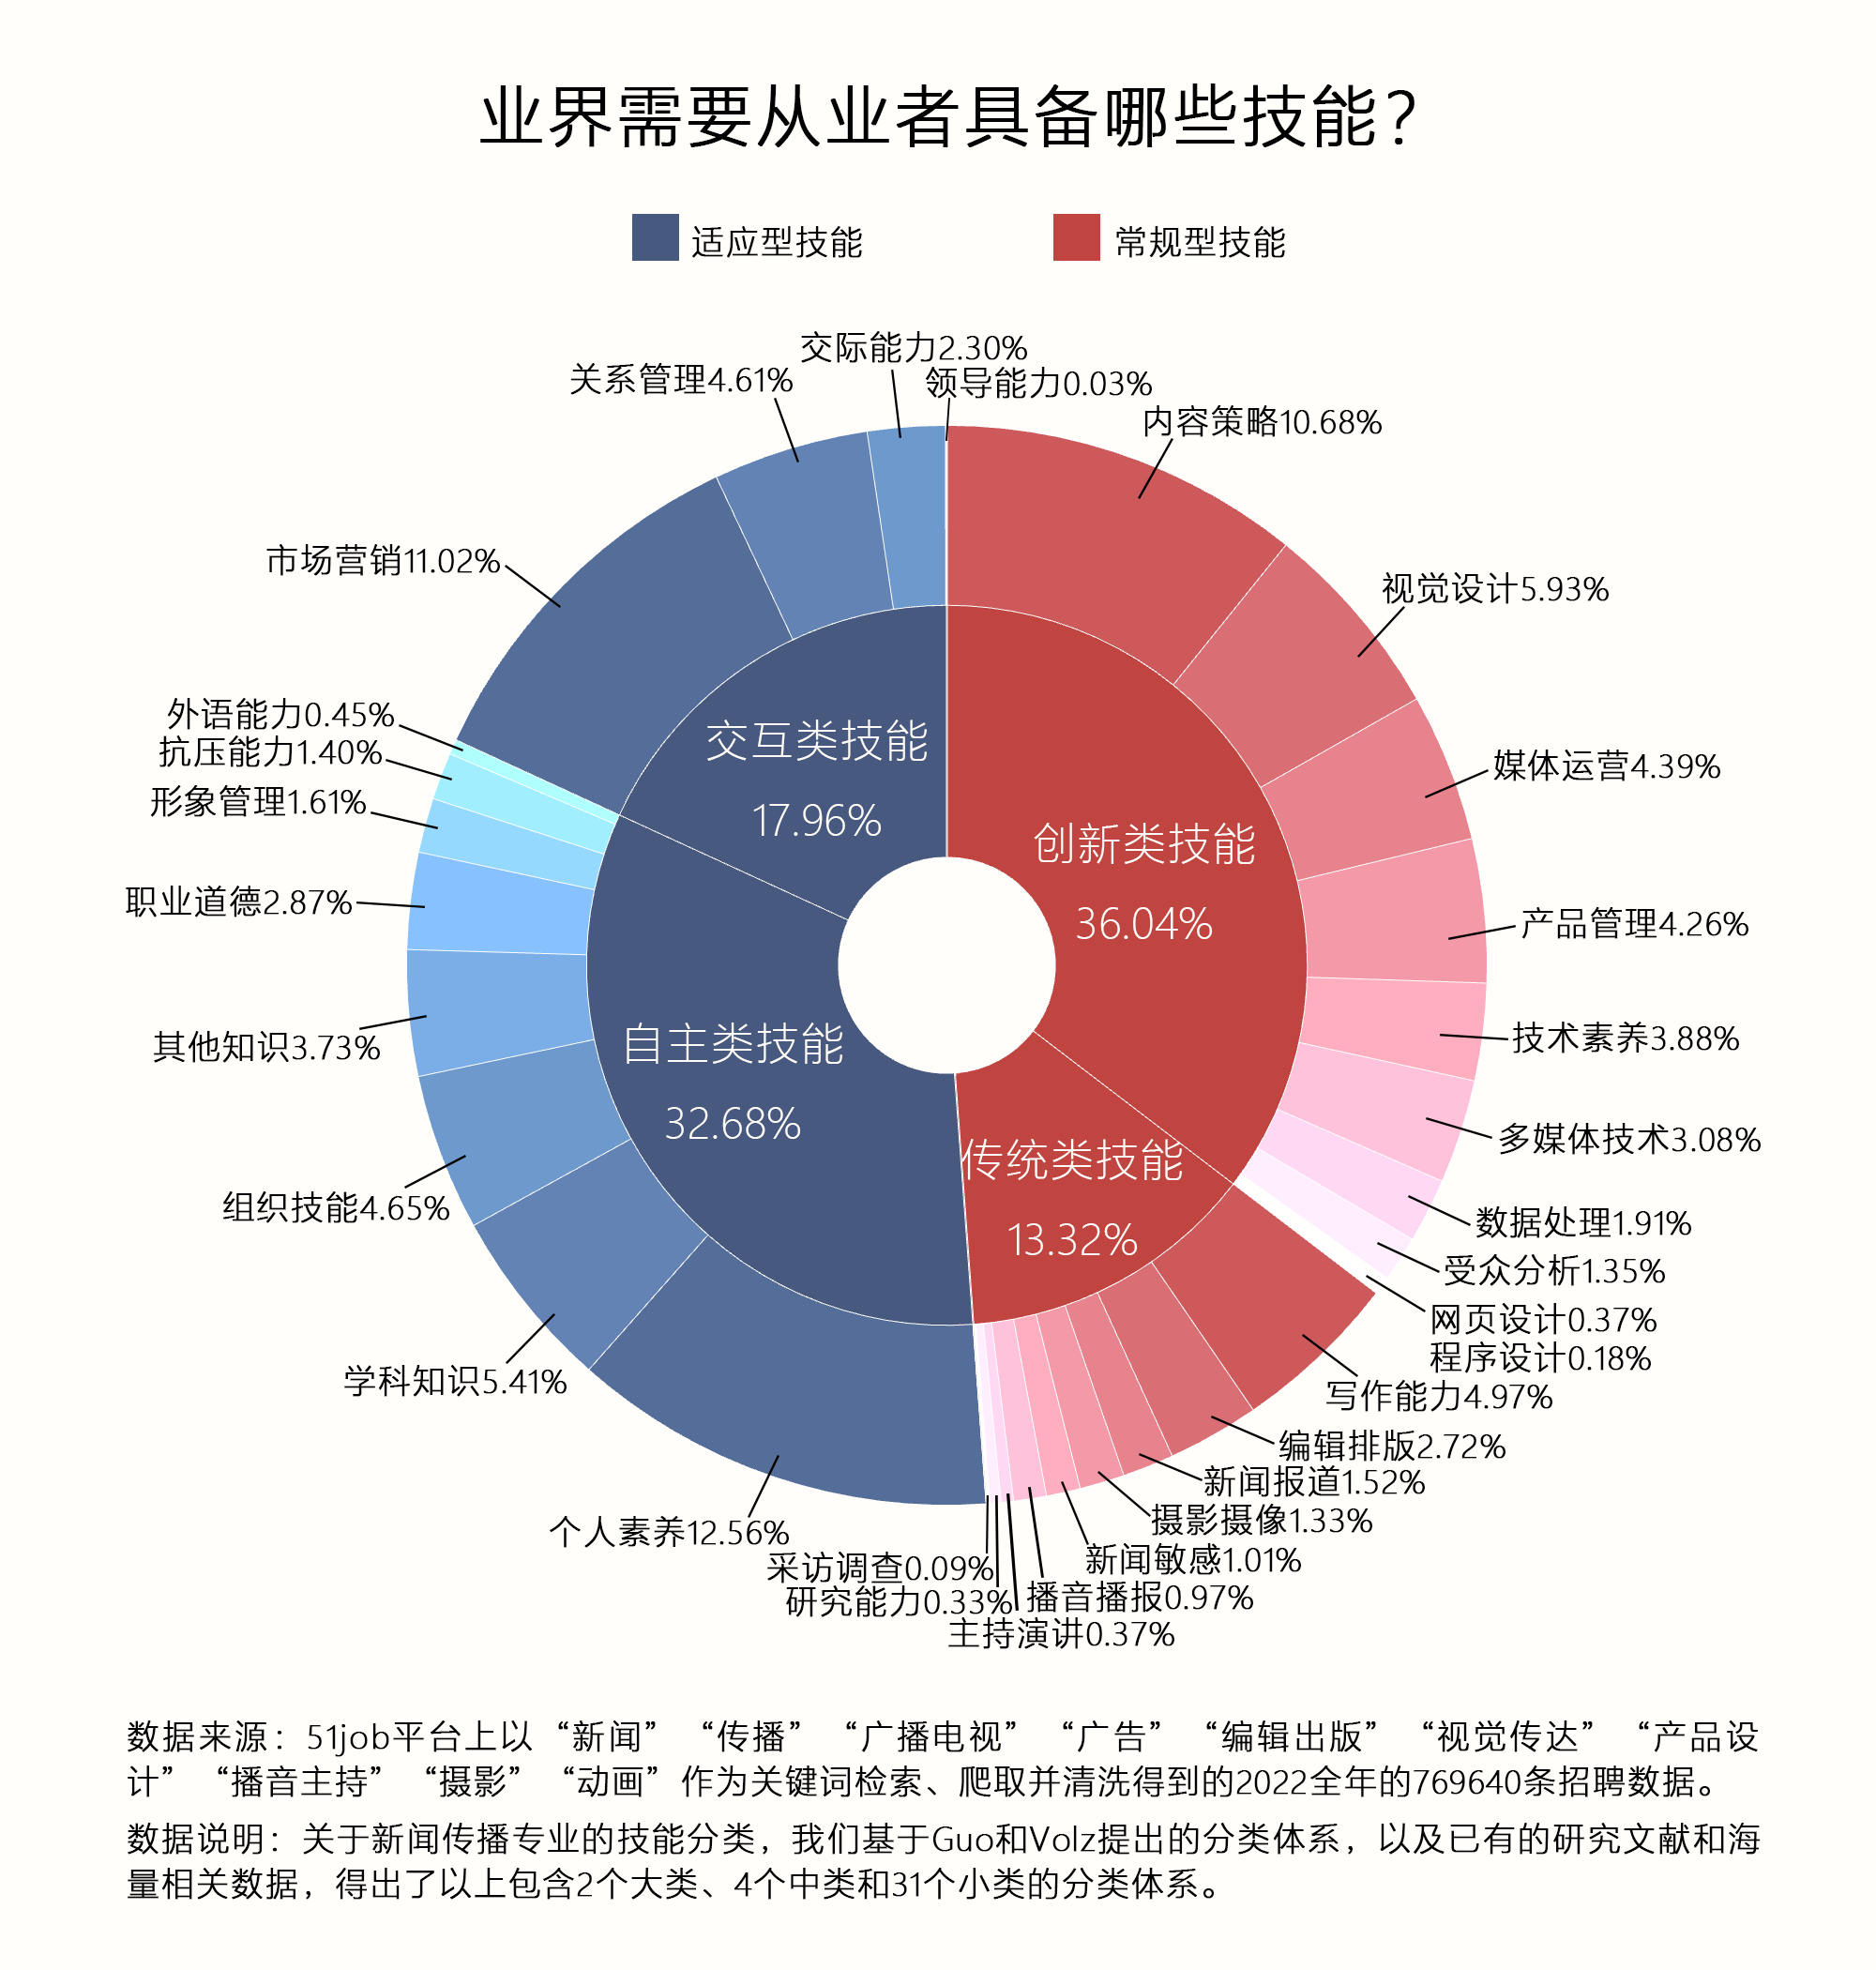 业界需要从业者具备哪些技能？
适应型技能
常规型技能
交际能力2.30%
关系管理4.61%
领导能力0.03%
内容策略10.68%
市场营销11.02%
视觉设计5.93%
外语能力0.45%
抗压能力1.40%
形象管理1.61%
交互类技能
17.96%
媒体运营4.39%
创新类技能
36.04%
职业道德2.87%
产品管理4.26%
其他知识3.73%
自主类技能
32.68%
技术素养3.88%
多媒体技术3.08%
传统类技能
13.32%
组织技能4.65%
数据处理1.91%
受众分析1.35%
网页设计0.37%
程序设计0.18%
学科知识5.41%
写作能力4.97%
编辑排版2.72%
新闻报道1.52%
个人素养12.56%
摄影摄像1.33%
采访调查0.09%
新闻敏感1.01%
研究能力0.33%
播音播报0.97%
主持演讲0.37%
数据来源：51job平台上以“新闻”“传播”“广播电视”“广告”“编辑出版”“视觉传达”“产品设
计”“播音主持”“摄影”“动画”作为关键词检索、爬取并清洗得到的2022全年的769640条招聘数据。
数据说明：关于新闻传播专业的技能分类，我们基于Guo和Volz提出的分类体系，以及已有的研究文献和海
量相关数据，得出了以上包含2个大类、4个中类和31个小类的分类体系。